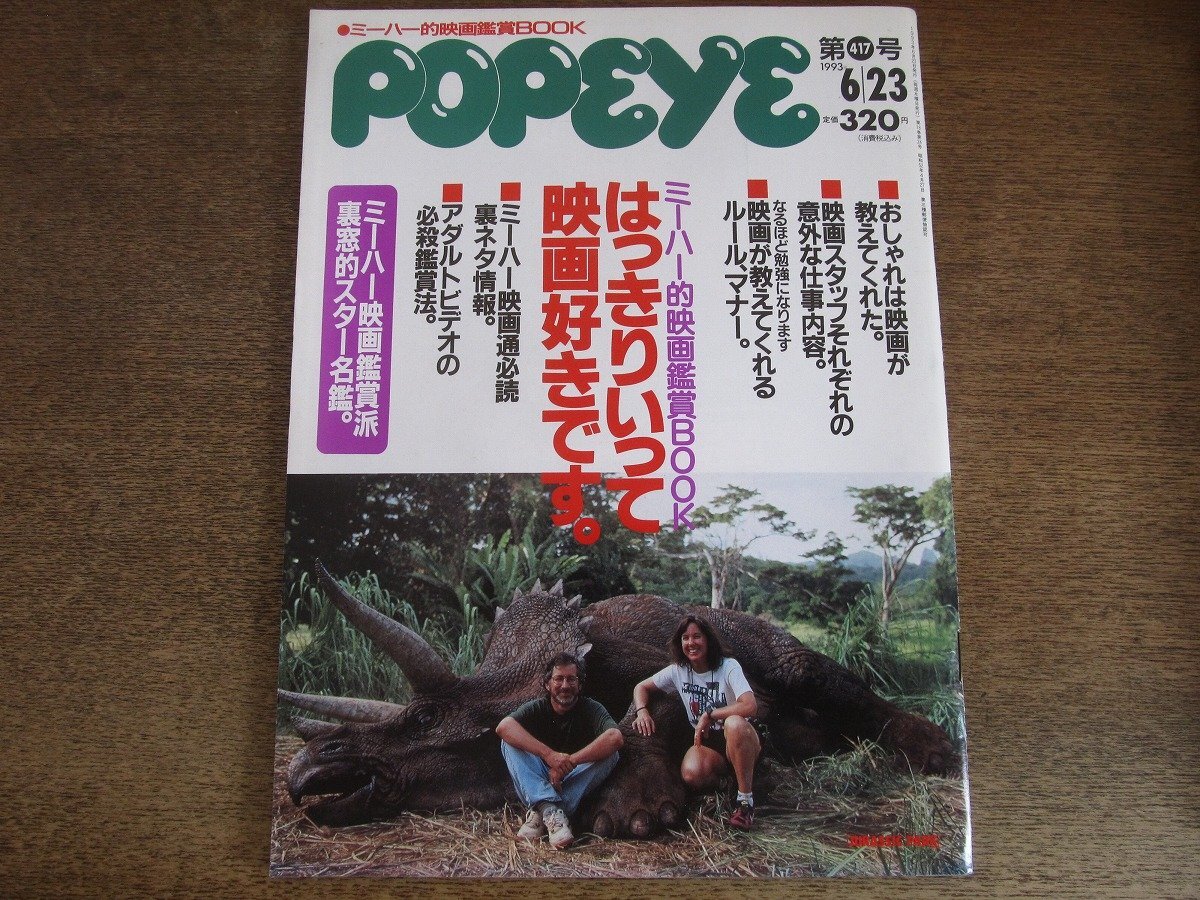 ●ミーハー的映画鑑賞BOOK
POPEYE
第417号
1993
6/23
定価320円
(消費税込み)
■おしゃれは映画が
教えてくれた。
■映画スタッフそれぞれの
意外な仕事内容。
なるほど勉強になります
■映画が教えてくれる
ルール、マナー。
ミーハー的映画鑑賞BOOK
はっきりいって
映画好きです。
■ミーハー映画通必読
裏ネタ情報。
■アダルトビデオの
必殺鑑賞法。
ミーハー映画鑑賞派
裏窓的スター名鑑。
JURASSIC PARK